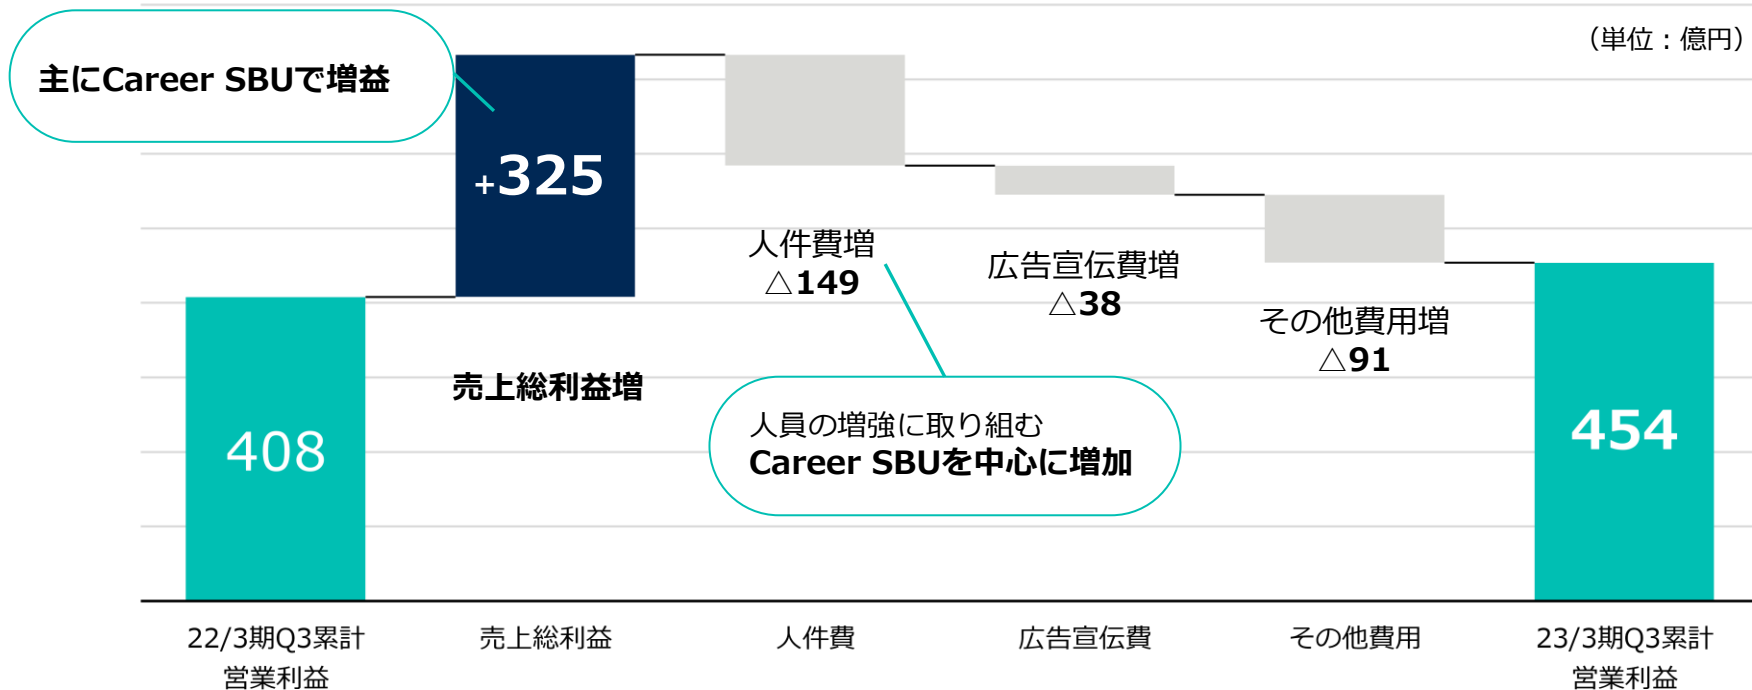 （単位：億円）
主にCareer SBUで増益
+325
人件費増
△149
広告宣伝費増
△38
その他費用増
△91
売上総利益増
408
人員の増強に取り組む
Career SBUを中心に増加
454
22/3期Q3累計
営業利益
売上総利益
人件費
広告宣伝費
その他費用
23/3期Q3累計
営業利益